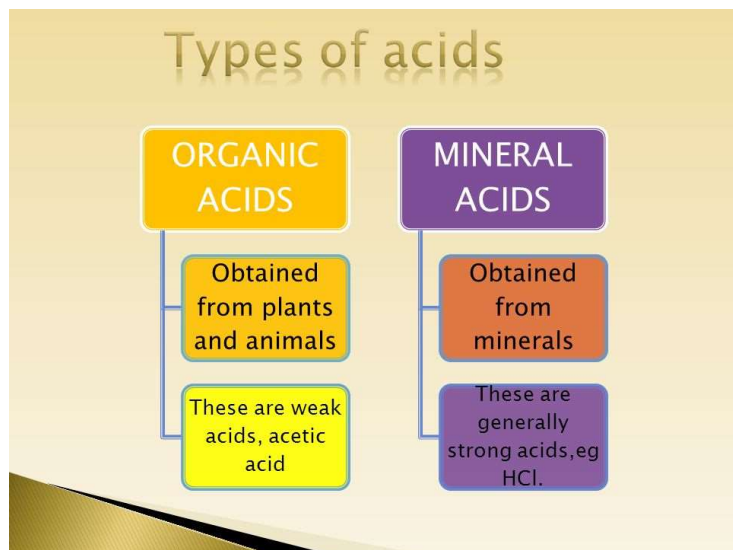 Types of acids
ORGANIC
ACIDS
Obtained
from plants
and animals
These are weak
acids, acetic
acid
MINERAL
ACIDS
Obtained
from
minerals
These are
generally
strong acids,eg
HCl.